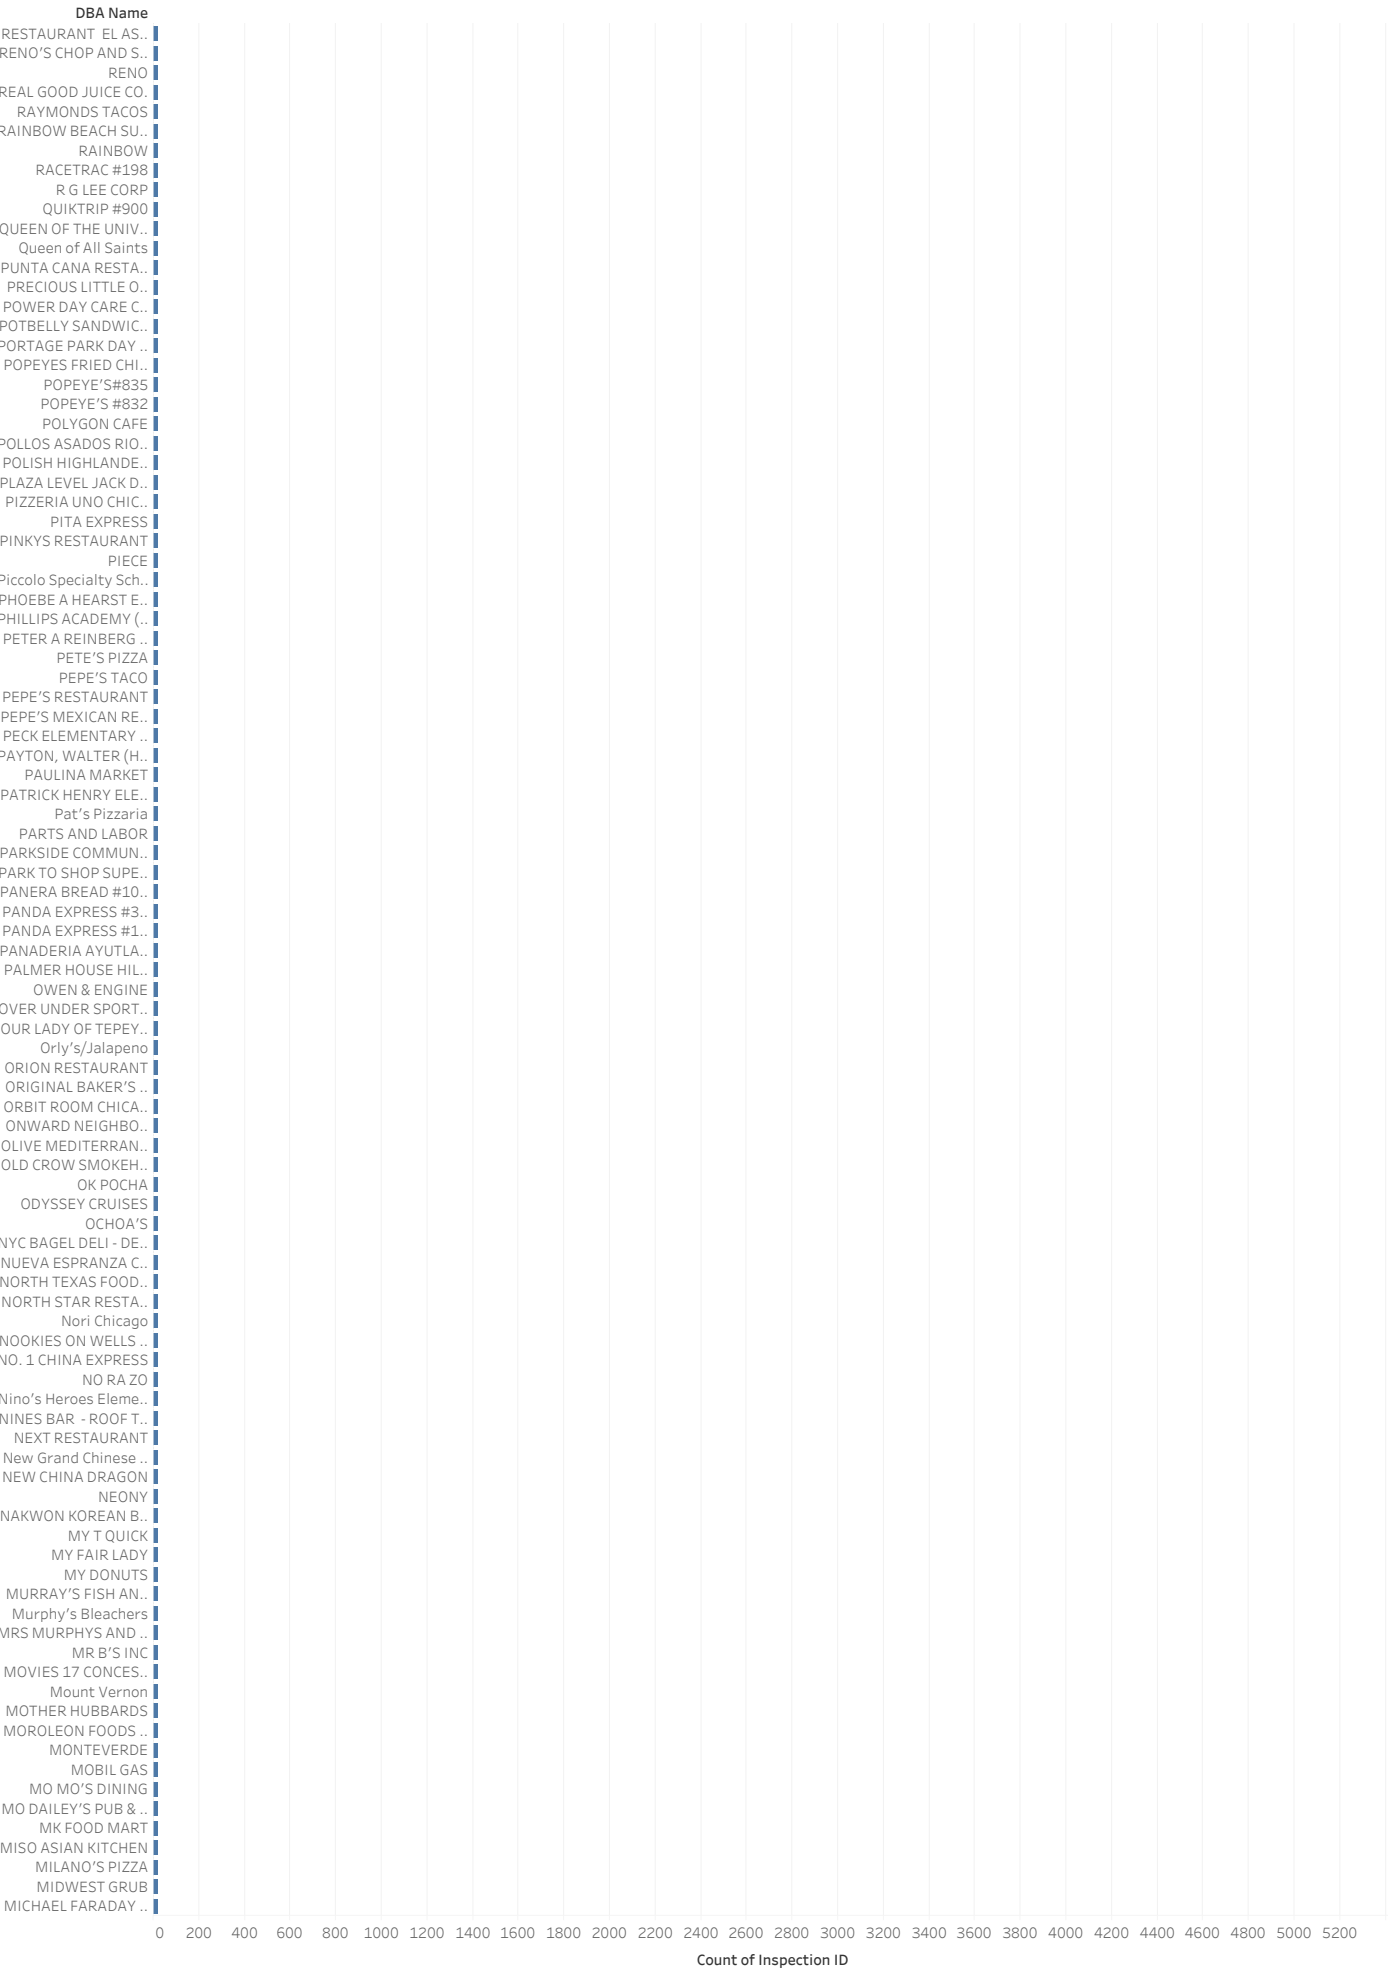 DBA Name
RESTAURANT  EL AS..
RENO'S CHOP AND S..
RENO
REAL GOOD JUICE CO.
RAYMONDS TACOS
RAINBOW BEACH SU..
RAINBOW
RACETRAC #198
R G LEE CORP
QUIKTRIP #900
QUEEN OF THE UNIV..
Queen of All Saints
PUNTA CANA RESTA..
PRECIOUS LITTLE O..
POWER DAY CARE C..
POTBELLY SANDWIC..
PORTAGE PARK DAY ..
POPEYES FRIED CHI..
POPEYE'S#835
POPEYE'S #832
POLYGON CAFE
POLLOS ASADOS RIO..
POLISH HIGHLANDE..
PLAZA LEVEL JACK D..
PIZZERIA UNO CHIC..
PITA EXPRESS
PINKYS RESTAURANT
PIECE
Piccolo Specialty Sch..
PHOEBE A HEARST E..
PHILLIPS ACADEMY (..
PETER A REINBERG ..
PETE'S PIZZA
PEPE'S TACO
PEPE'S RESTAURANT
PEPE'S MEXICAN RE..
PECK ELEMENTARY ..
PAYTON, WALTER (H..
PAULINA MARKET
PATRICK HENRY ELE..
Pat's Pizzaria
PARTS AND LABOR
PARKSIDE COMMUN..
PARK TO SHOP SUPE..
PANERA BREAD #10..
PANDA EXPRESS #3..
PANDA EXPRESS #1..
PANADERIA AYUTLA..
PALMER HOUSE HIL..
OWEN & ENGINE
OVER UNDER SPORT..
OUR LADY OF TEPEY..
Orly's/Jalapeno
ORION RESTAURANT
ORIGINAL BAKER'S ..
ORBIT ROOM CHICA..
ONWARD NEIGHBO..
OLIVE MEDITERRAN..
OLD CROW SMOKEH..
OK POCHA
ODYSSEY CRUISES
OCHOA'S
NYC BAGEL DELI - DE..
NUEVA ESPRANZA C..
NORTH TEXAS FOOD..
NORTH STAR RESTA..
Nori Chicago
NOOKIES ON WELLS ..
NO. 1 CHINA EXPRESS
NO RA ZO
Nino's Heroes Eleme..
NINES BAR  - ROOF T..
NEXT RESTAURANT
New Grand Chinese ..
NEW CHINA DRAGON
NEONY
NAKWON KOREAN B..
MY T QUICK
MY FAIR LADY
MY DONUTS
MURRAY'S FISH AN..
Murphy's Bleachers
MRS MURPHYS AND ..
MR B'S INC
MOVIES 17 CONCES..
Mount Vernon
MOTHER HUBBARDS
MOROLEON FOODS ..
MONTEVERDE
MOBIL GAS
MO MO'S DINING
MO DAILEY'S PUB & ..
MK FOOD MART
MISO ASIAN KITCHEN
MILANO'S PIZZA
MIDWEST GRUB
MICHAEL FARADAY ..
0 200 400 600 800 1000 1200 1400 1600 1800 2000 2200 2400 2600 2800 3000 3200 3400 3600 3800 4000 4200 4400 4600 4800 5000 5200
Count of Inspection ID